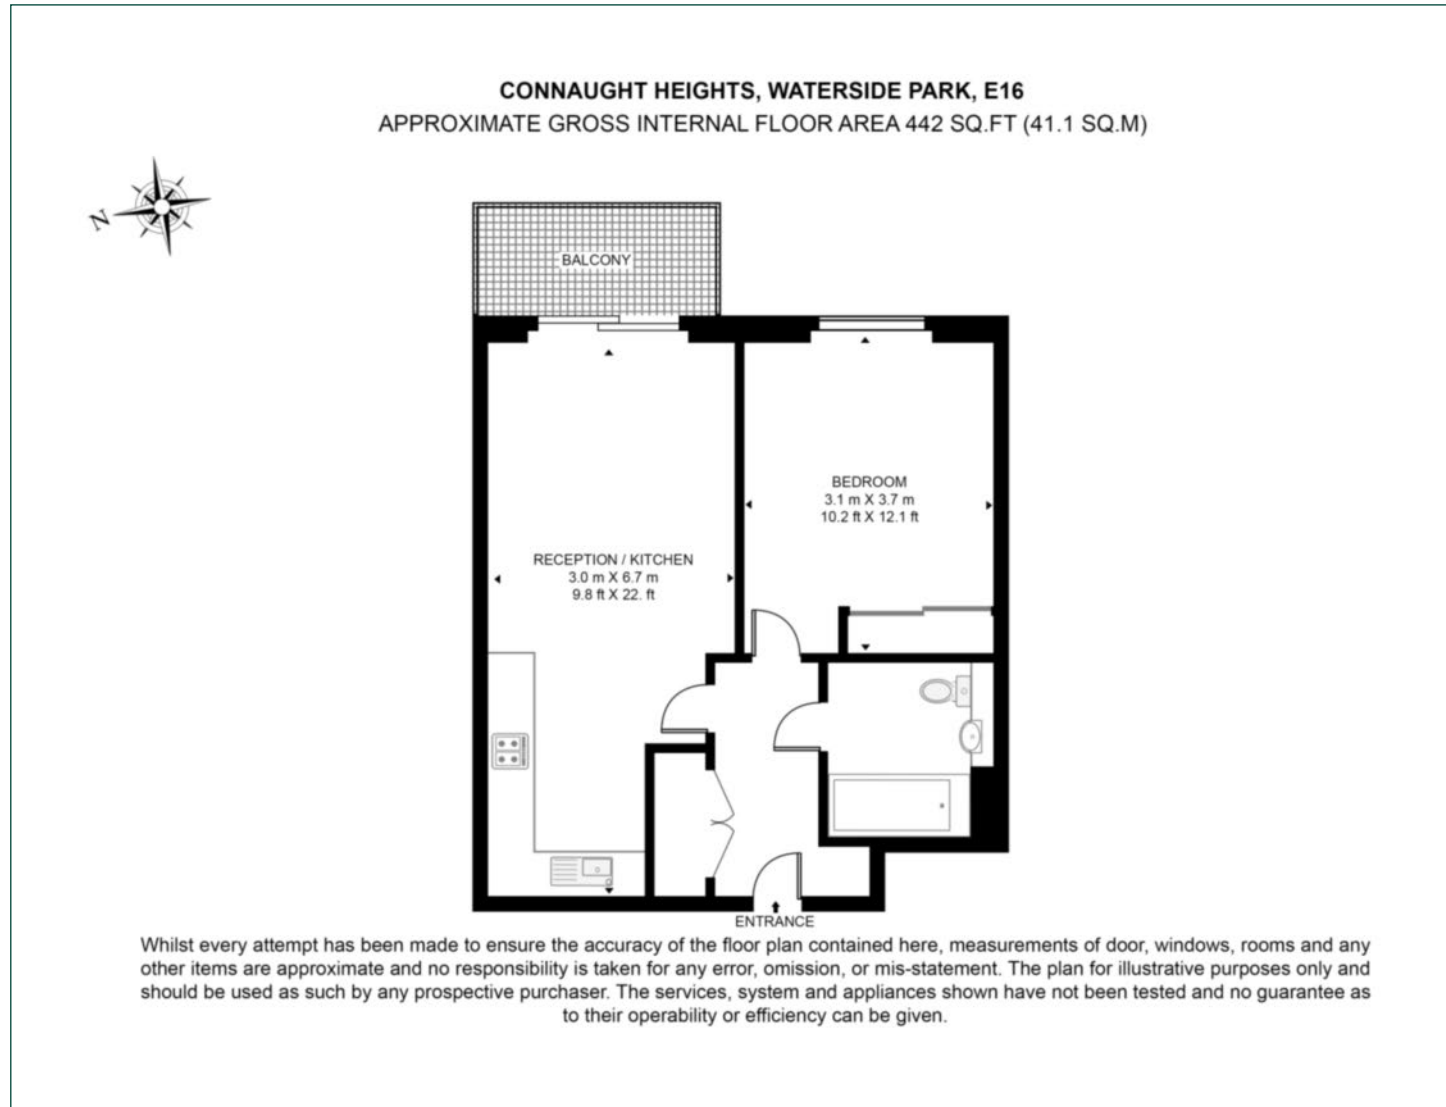 CONNAUGHT HEIGHTS, WATERSIDE PARK, E16
APPROXIMATE GROSS INTERNAL FLOOR AREA 442 SQ.FT (41.1 SQ.M)
N
BALCONY
BEDROOM
3.1 m X 3.7 m
10.2 ft X 12.1 ft
RECEPTION / KITCHEN
3.0 m X 6.7 m
9.8 ft X 22. ft
ENTRANCE
Whilst every attempt has been made to ensure the accuracy of the floor plan contained here, measurements of door, windows, rooms and any
other items are approximate and no responsibility is taken for any error, omission, or mis-statement. The plan for illustrative purposes only and
should be used as such by any prospective purchaser. The services, system and appliances shown have not been tested and no guarantee as
to their operability or efficiency can be given.